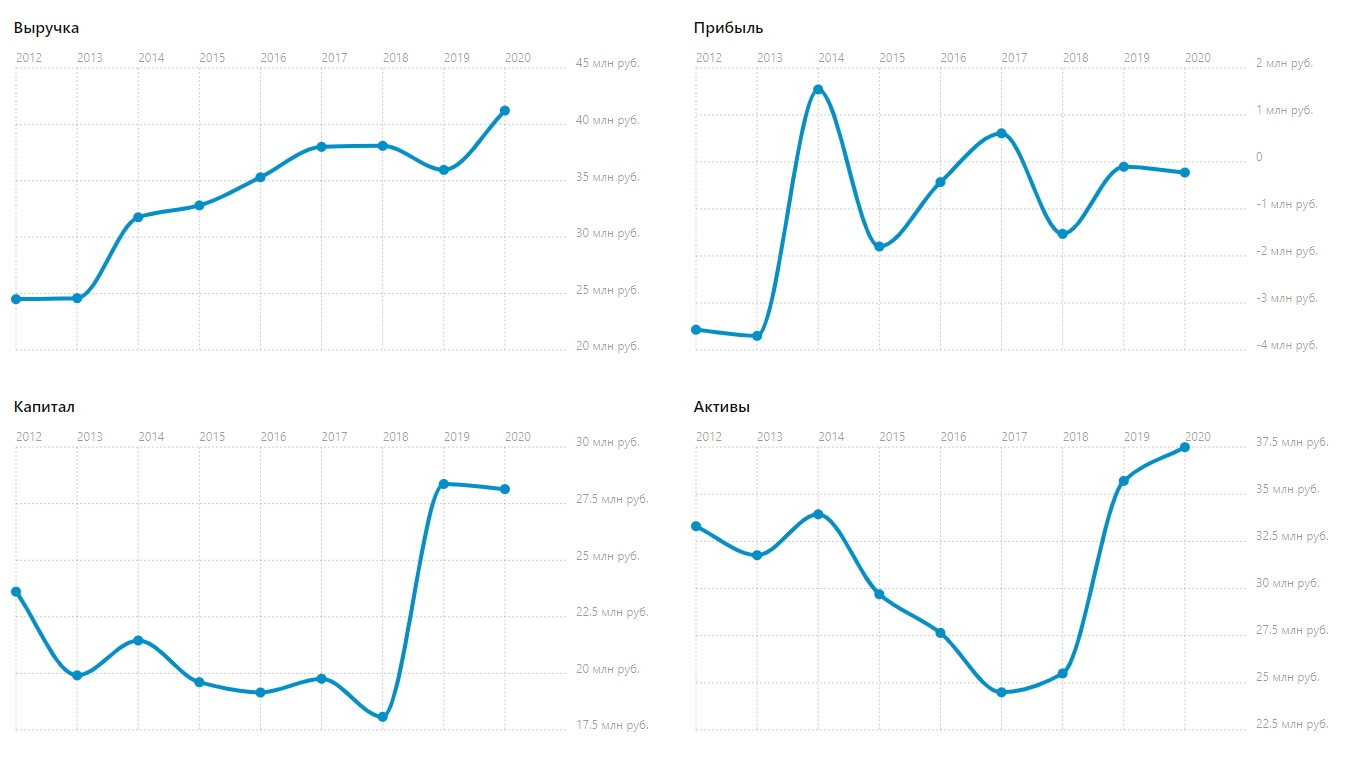 Выручка
2012 2013 2014 2015 2016 2017 2018 2019 2020
45 млн руб.
40 млн руб.
35 млн руб.
30 млн руб.
25 млн руб.
20 млн руб.
Прибыль
2012 2013 2014 2015 2016 2017 2018 2019 2020
2 млн руб.
1 млн руб.
0
-1 млн руб.
-2 млн руб.
-3 млн руб.
-4 млн руб.
Капитал
2012 2013 2014 2015 2016 2017 2018 2019 2020
30 млн руб.
27.5 млн руб.
25 млн руб.
22.5 млн руб.
20 млн руб.
17.5 млн руб.
Активы
2012 2013 2014 2015 2016 2017 2018 2019 2020
37.5 млн руб.
35 млн руб.
32.5 млн руб.
30 млн руб.
27.5 млн руб.
25 млн руб.
22.5 млн руб.